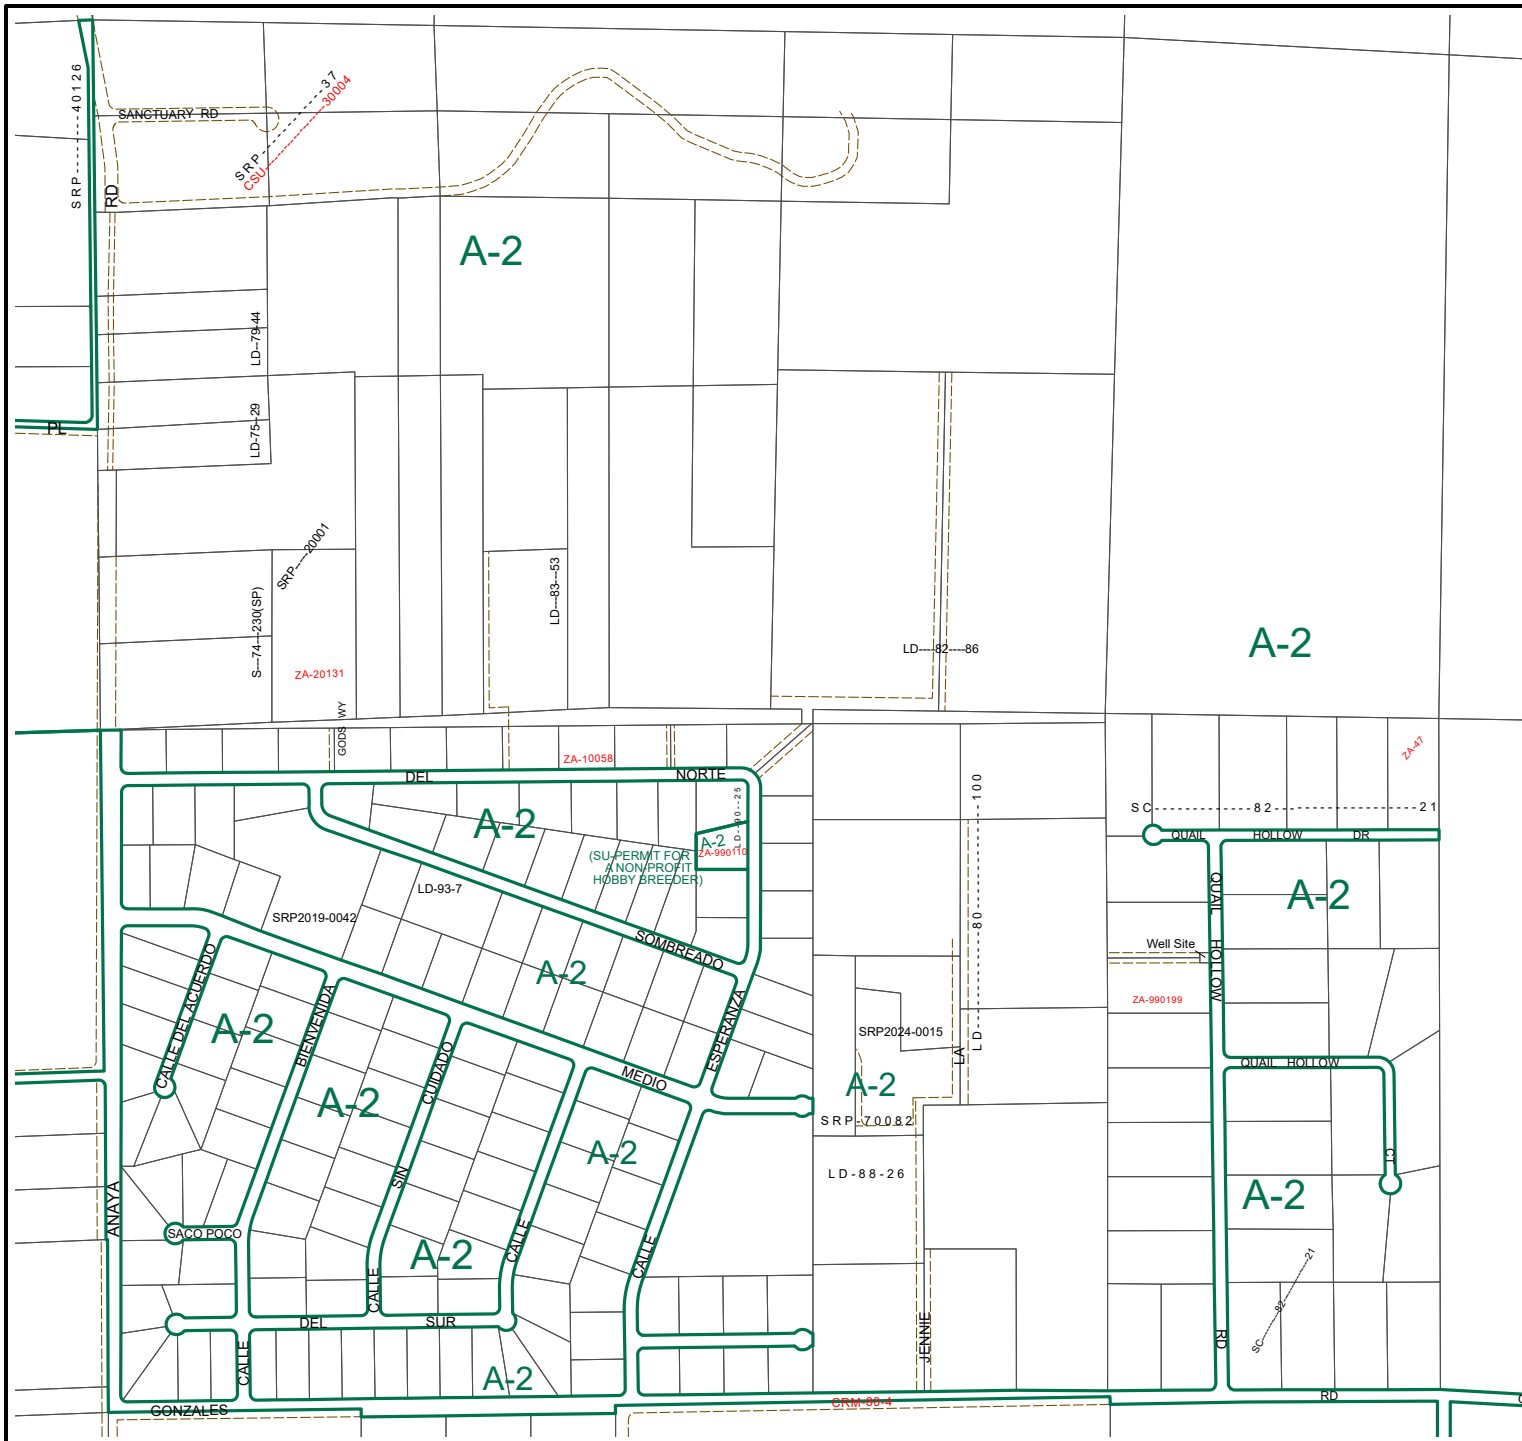 SRP----------40126
SANCTUARY RD
SRP---------------37
CSU---------------30004
RD
A-2
LD--79-44
PL
LD-75--29
SRP-----20001
S---74---230(SP)
LD---83---53
ZA-20131
LD----82----86
A-2
GODS WY
ZA-10058
ZA-47
DEL
NORTE
LD--90--25
LD---------80------------100
SC----------------82----------------------21
QUAIL HOLLOW DR
A-2
A-2
ZA-990110
(SU-PERMIT FOR
A NON-PROFIT
HOBBY BREEDER)
LD-93-7
SRP2019-0042
QUAIL HOLLOW
A-2
SOMBREADO
Well Site
A-2
CALLE DEL ACUERDO
BIENVENIDA
ESPERANZA
ZA-990199
A-2
SRP2024-0015
LA
CUIDADO
MEDIO
A-2
QUAIL HOLLOW
A-2
SRP-70082
A-2
CT
LD-88-26
SIN
ANAYA
A-2
SACO POCO
A-2
CALLE
CALLE
CALLE
SC-------82----------21
DEL
SUR
JENNIE
RD
CALLE
A-2
GONZALES
CRM-80-4
RD